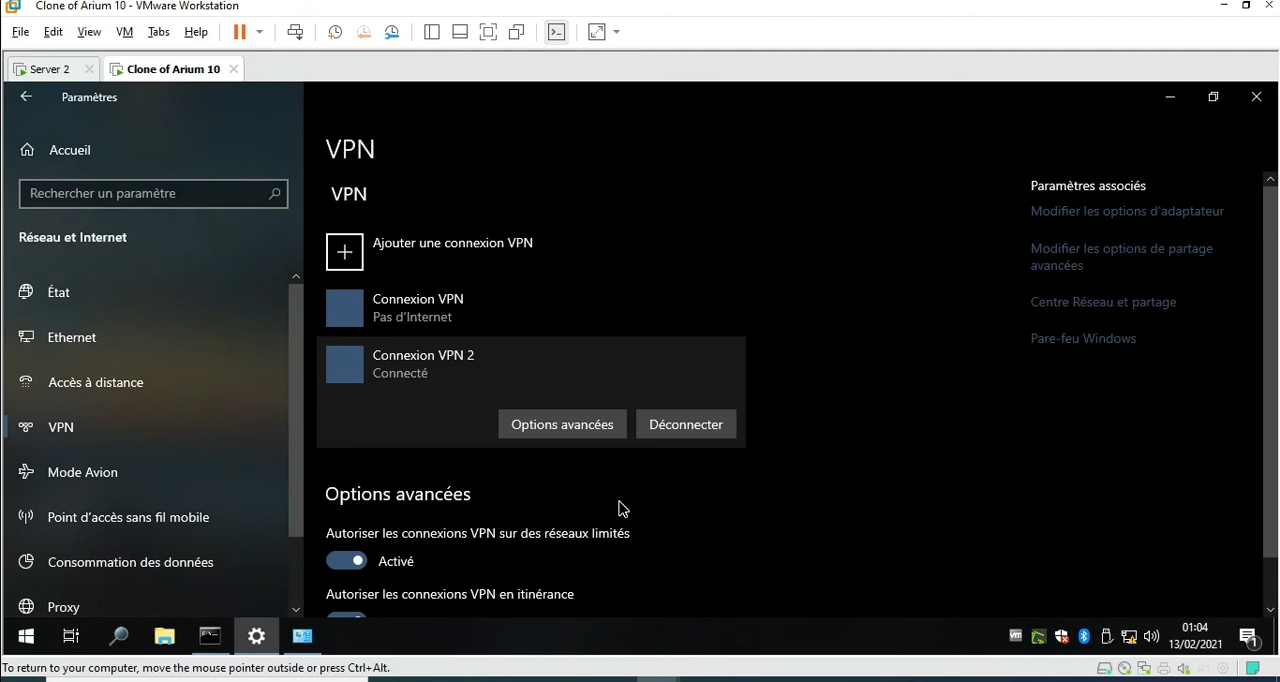 Clone of Arium 10 - VMware Workstation
File Edit View VM Tabs Help
Server 2
Clone of Arium 10
Paramètres
Accueil
Rechercher un paramètre
Réseau et Internet
État
Ethernet
Accès à distance
VPN
Mode Avion
Point d'accès sans fil mobile
Consommation des données
Proxy
VPN
VPN
Ajouter une connexion VPN
Connexion VPN
Pas d'Internet
Connexion VPN 2
Connecté
Options avancées
Déconnecter
Options avancées
Autoriser les connexions VPN sur des réseaux limités
Activé
Autoriser les connexions VPN en itinérance
Paramètres associés
Modifier les options d'adaptateur
Modifier les options de partage
avancées
Centre Réseau et partage
Pare-feu Windows
vm
01:04
13/02/2021
1
To return to your computer, move the mouse pointer outside or press Ctrl+Alt.